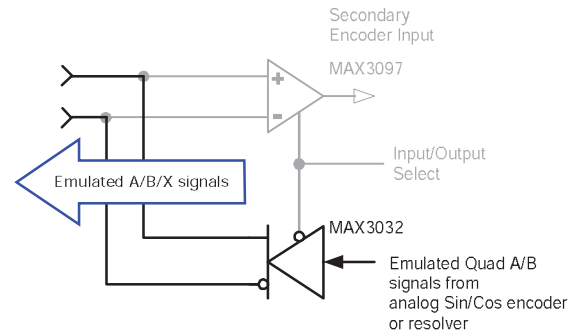 Secondary
Encoder Input
MAX3097
+
-
Input/Output
Select
Emulated A/B/X signals
MAX3032
Emulated Quad A/B
signals from
analog Sin/Cos encoder
or resolver